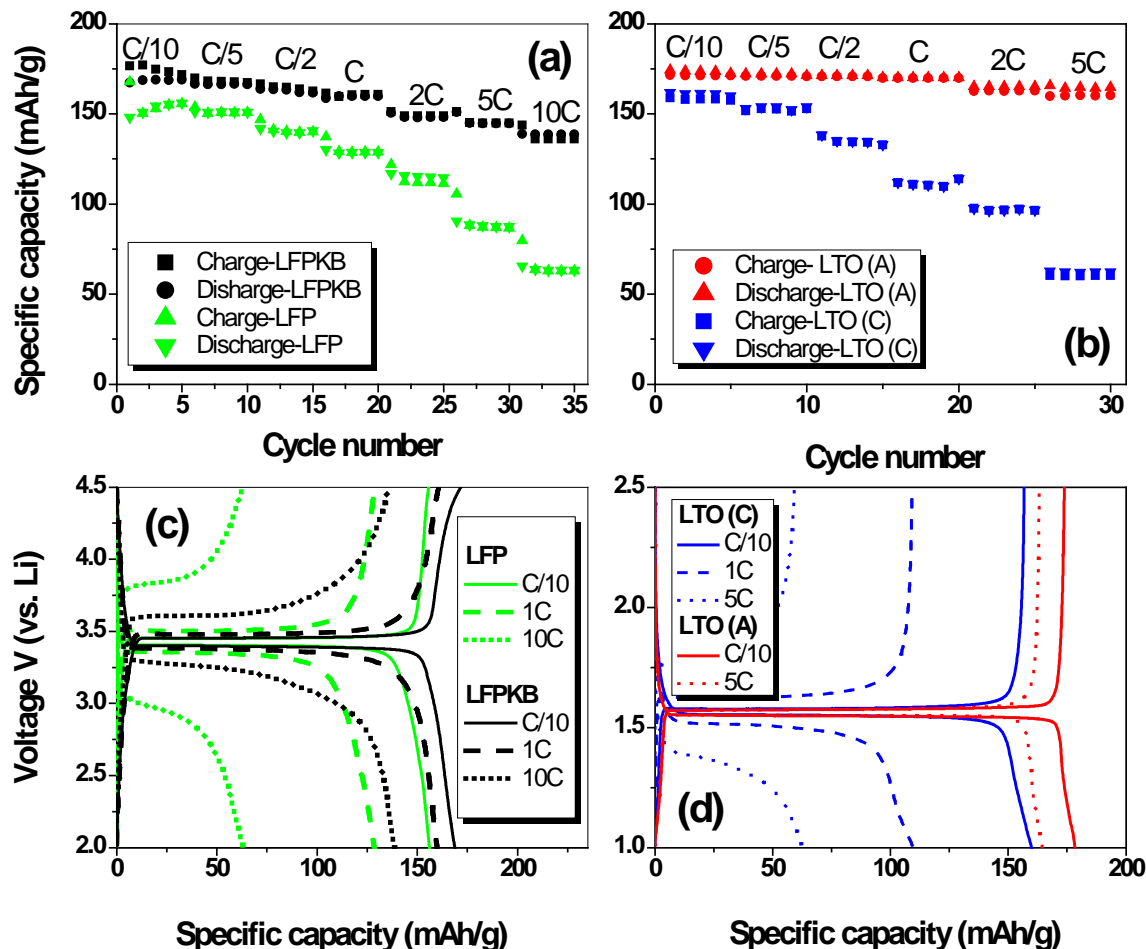 200
150
100
50
0
Specific capacity (mAh/g)
C/10
C/5
C/2
C
2C
5C
10C
(a)
Charge-LFPKB
Disharge-LFPKB
Charge-LFP
Discharge-LFP
0 5 10 15 20 25 30 35
Cycle number
200
150
100
50
0
C/10
C/5
C/2
C
2C
5C
Charge- LTO (A)
Discharge-LTO (A)
Charge-LTO (C)
Discharge-LTO (C)
(b)
0 10 20 30
Cycle number
4.5
4.0
3.5
3.0
2.5
2.0
Voltage V (vs. Li)
(c)
LFP
C/10
1C
10C
LFPKB
C/10
1C
10C
0 50 100 150 200
Specific capacity (mAh/g)
2.5
2.0
1.5
1.0
LTO (C)
C/10
1C
5C
LTO (A)
C/10
5C
(d)
0 50 100 150 200
Specific capacity (mAh/g)